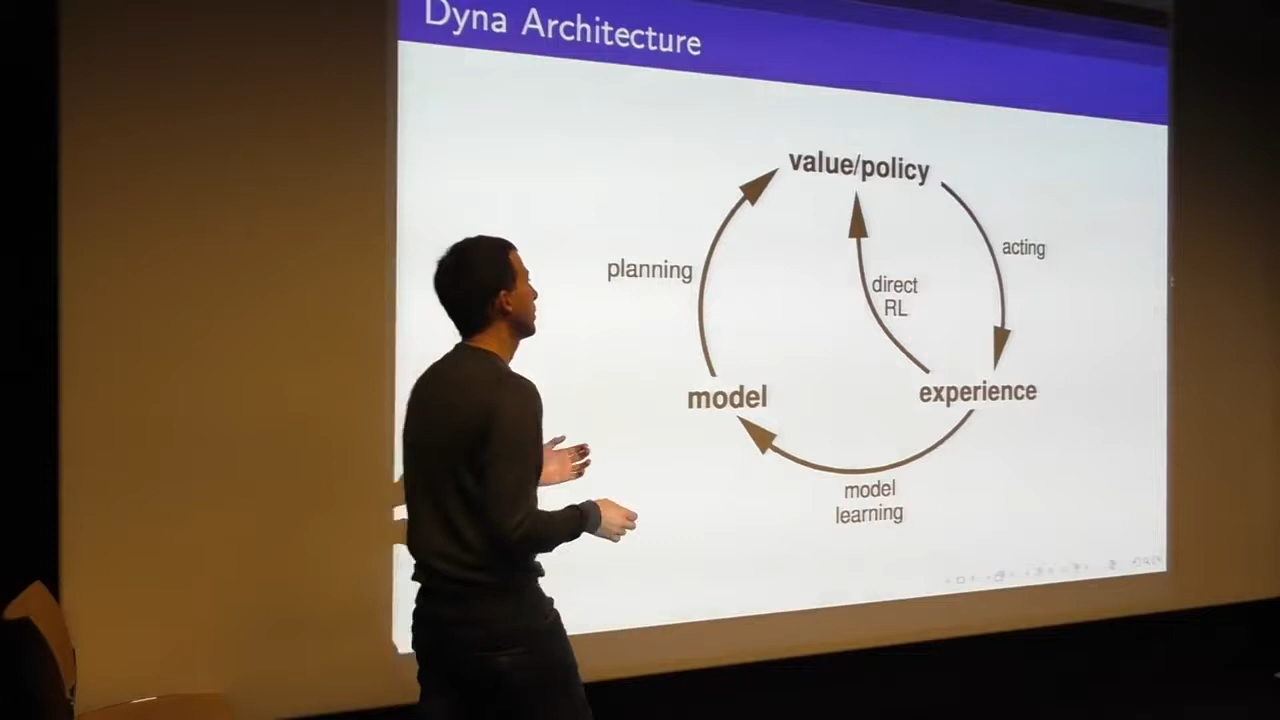 Dyna Architecture
value/policy
acting
planning
direct
RL
model
experience
model
learning